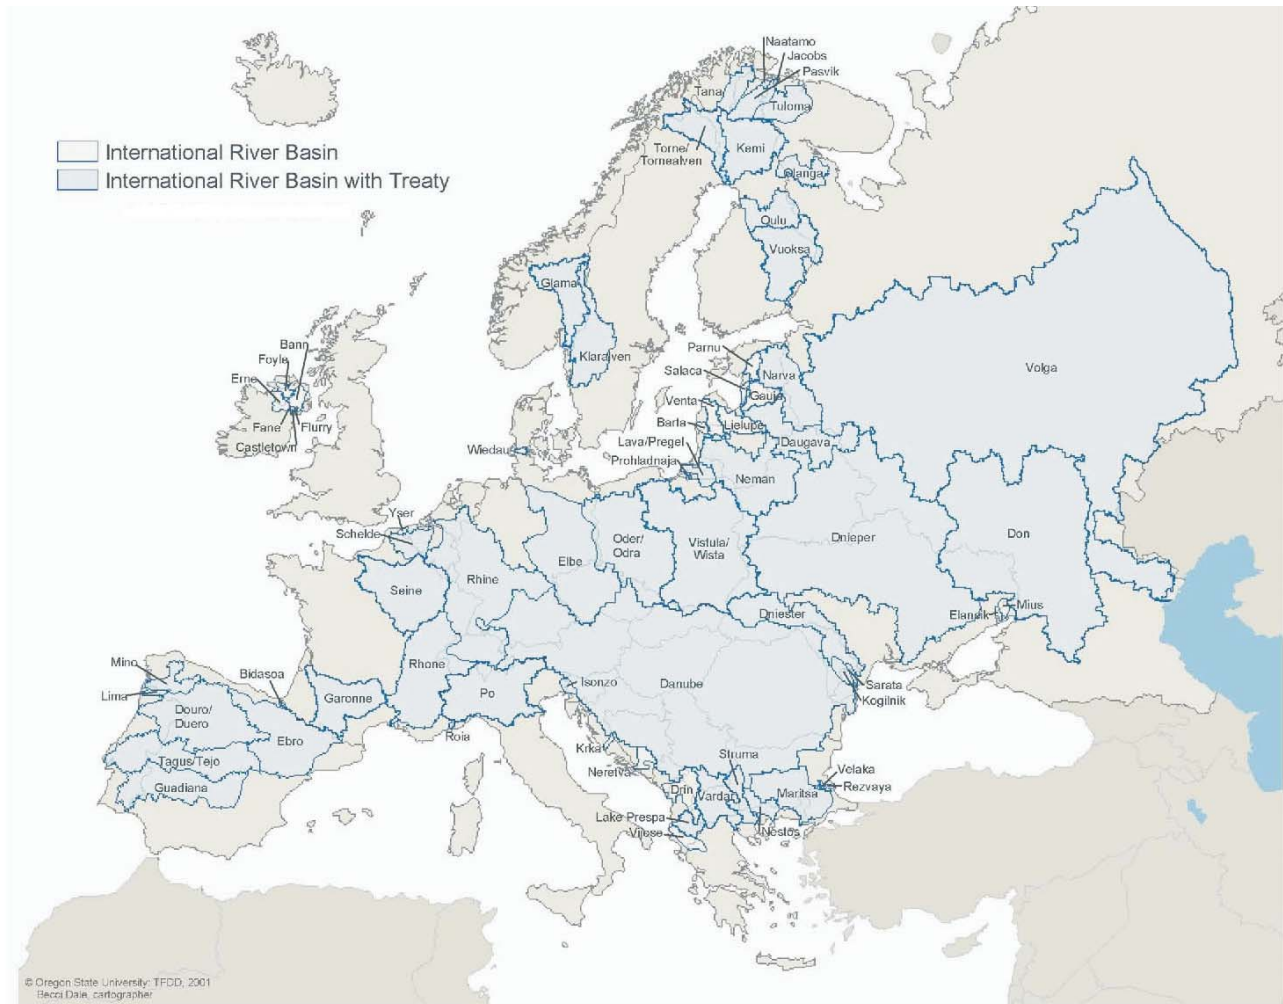 Naatamo
Jacobs
Pasvik
Tana
Tuloma
International River Basin
International River Basin with Treaty
Torne/
Tornealven
Kemi
Olanga
Oulu
Vuoksa
Glama
Klaralven
Bann
Foyle
Erne
Fane
Flurry
Castletown
Parnu
Narva
Salaca
Gauja
Venta
Barta
Lielupe
Daugava
Lava/Pregel
Prohladnaja
Neman
Volga
Wiedau
Yser
Schelde
Rhine
Elbe
Oder/
Odra
Vistula/
Wista
Dnieper
Don
Seine
Dniester
Elancik
Mius
Rhone
Mino
Lima
Bidasoa
Garonne
Po
Isonzo
Danube
Sarata
Kogilnik
Douro/
Duero
Ebro
Roia
Tagus/Tejo
Guadiana
Krka
Neretva
Struma
Drin
Vardar
Maritsa
Velaka
Rezvaya
Lake Prespa
Vijose
Nestos
© Oregon State University: TFDD, 2001
Becci Dale, cartographer